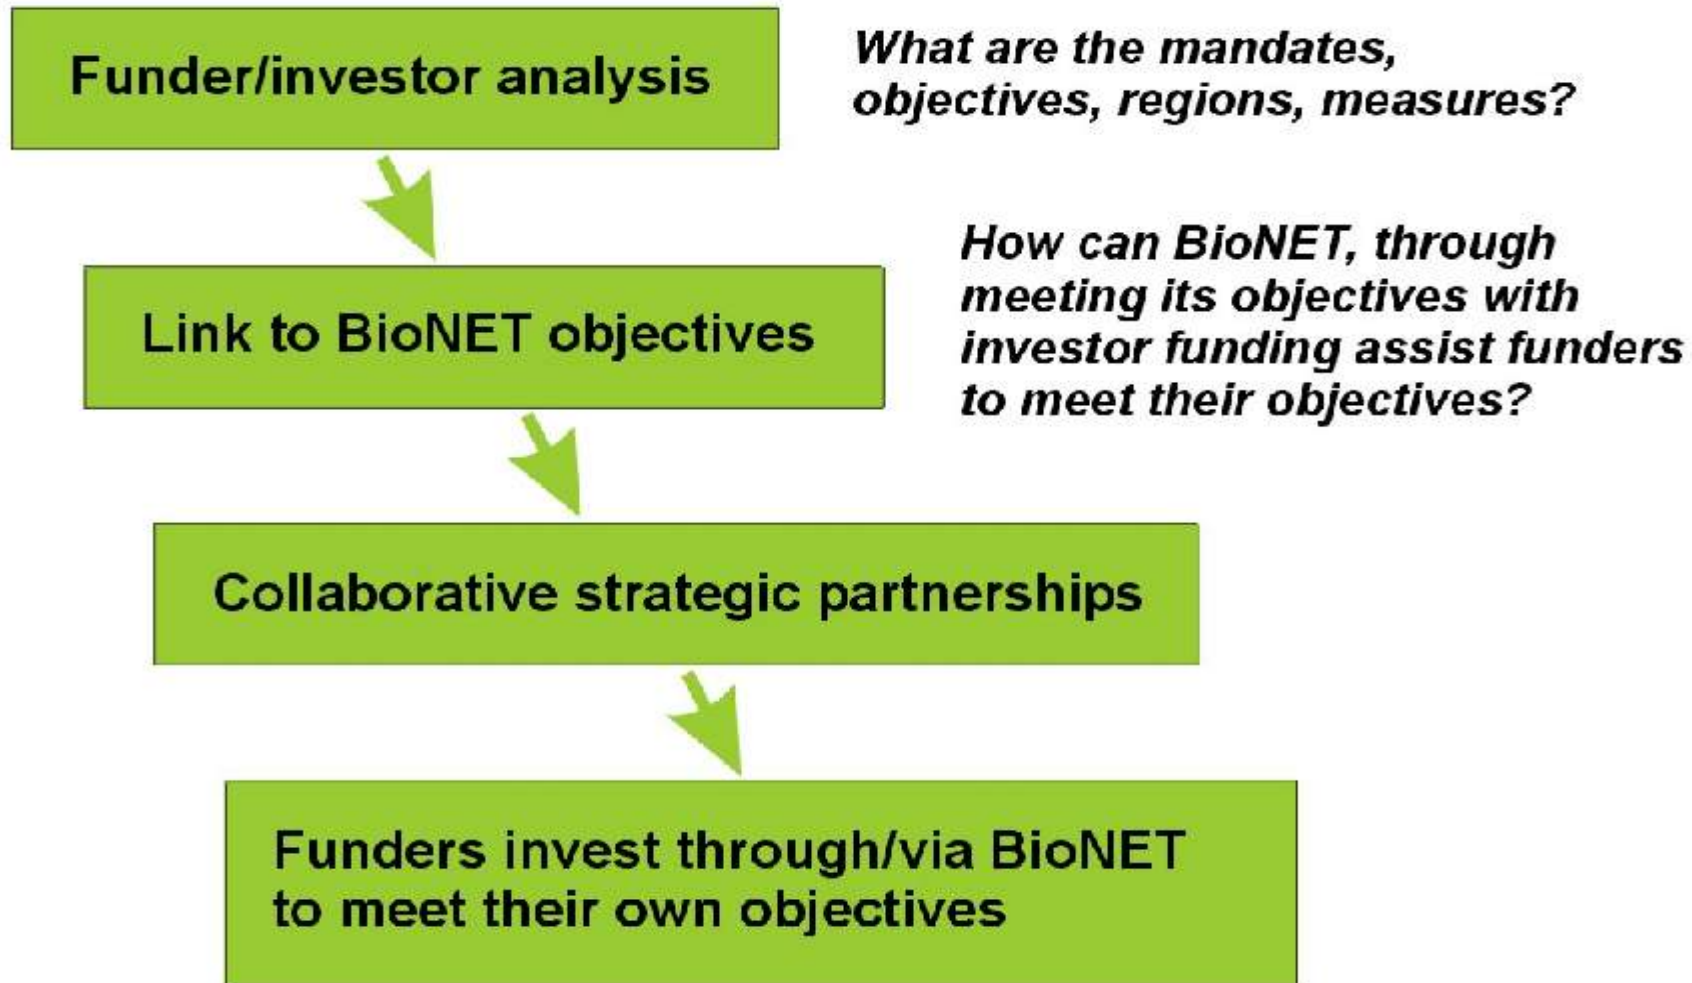 Funder/investor analysis
What are the mandates,
objectives, regions, measures?
Link to BioNET objectives
How can BioNET, through
meeting its objectives with
investor funding assist funders
to meet their objectives?
Collaborative strategic partnerships
Funders invest through/via BioNET
to meet their own objectives